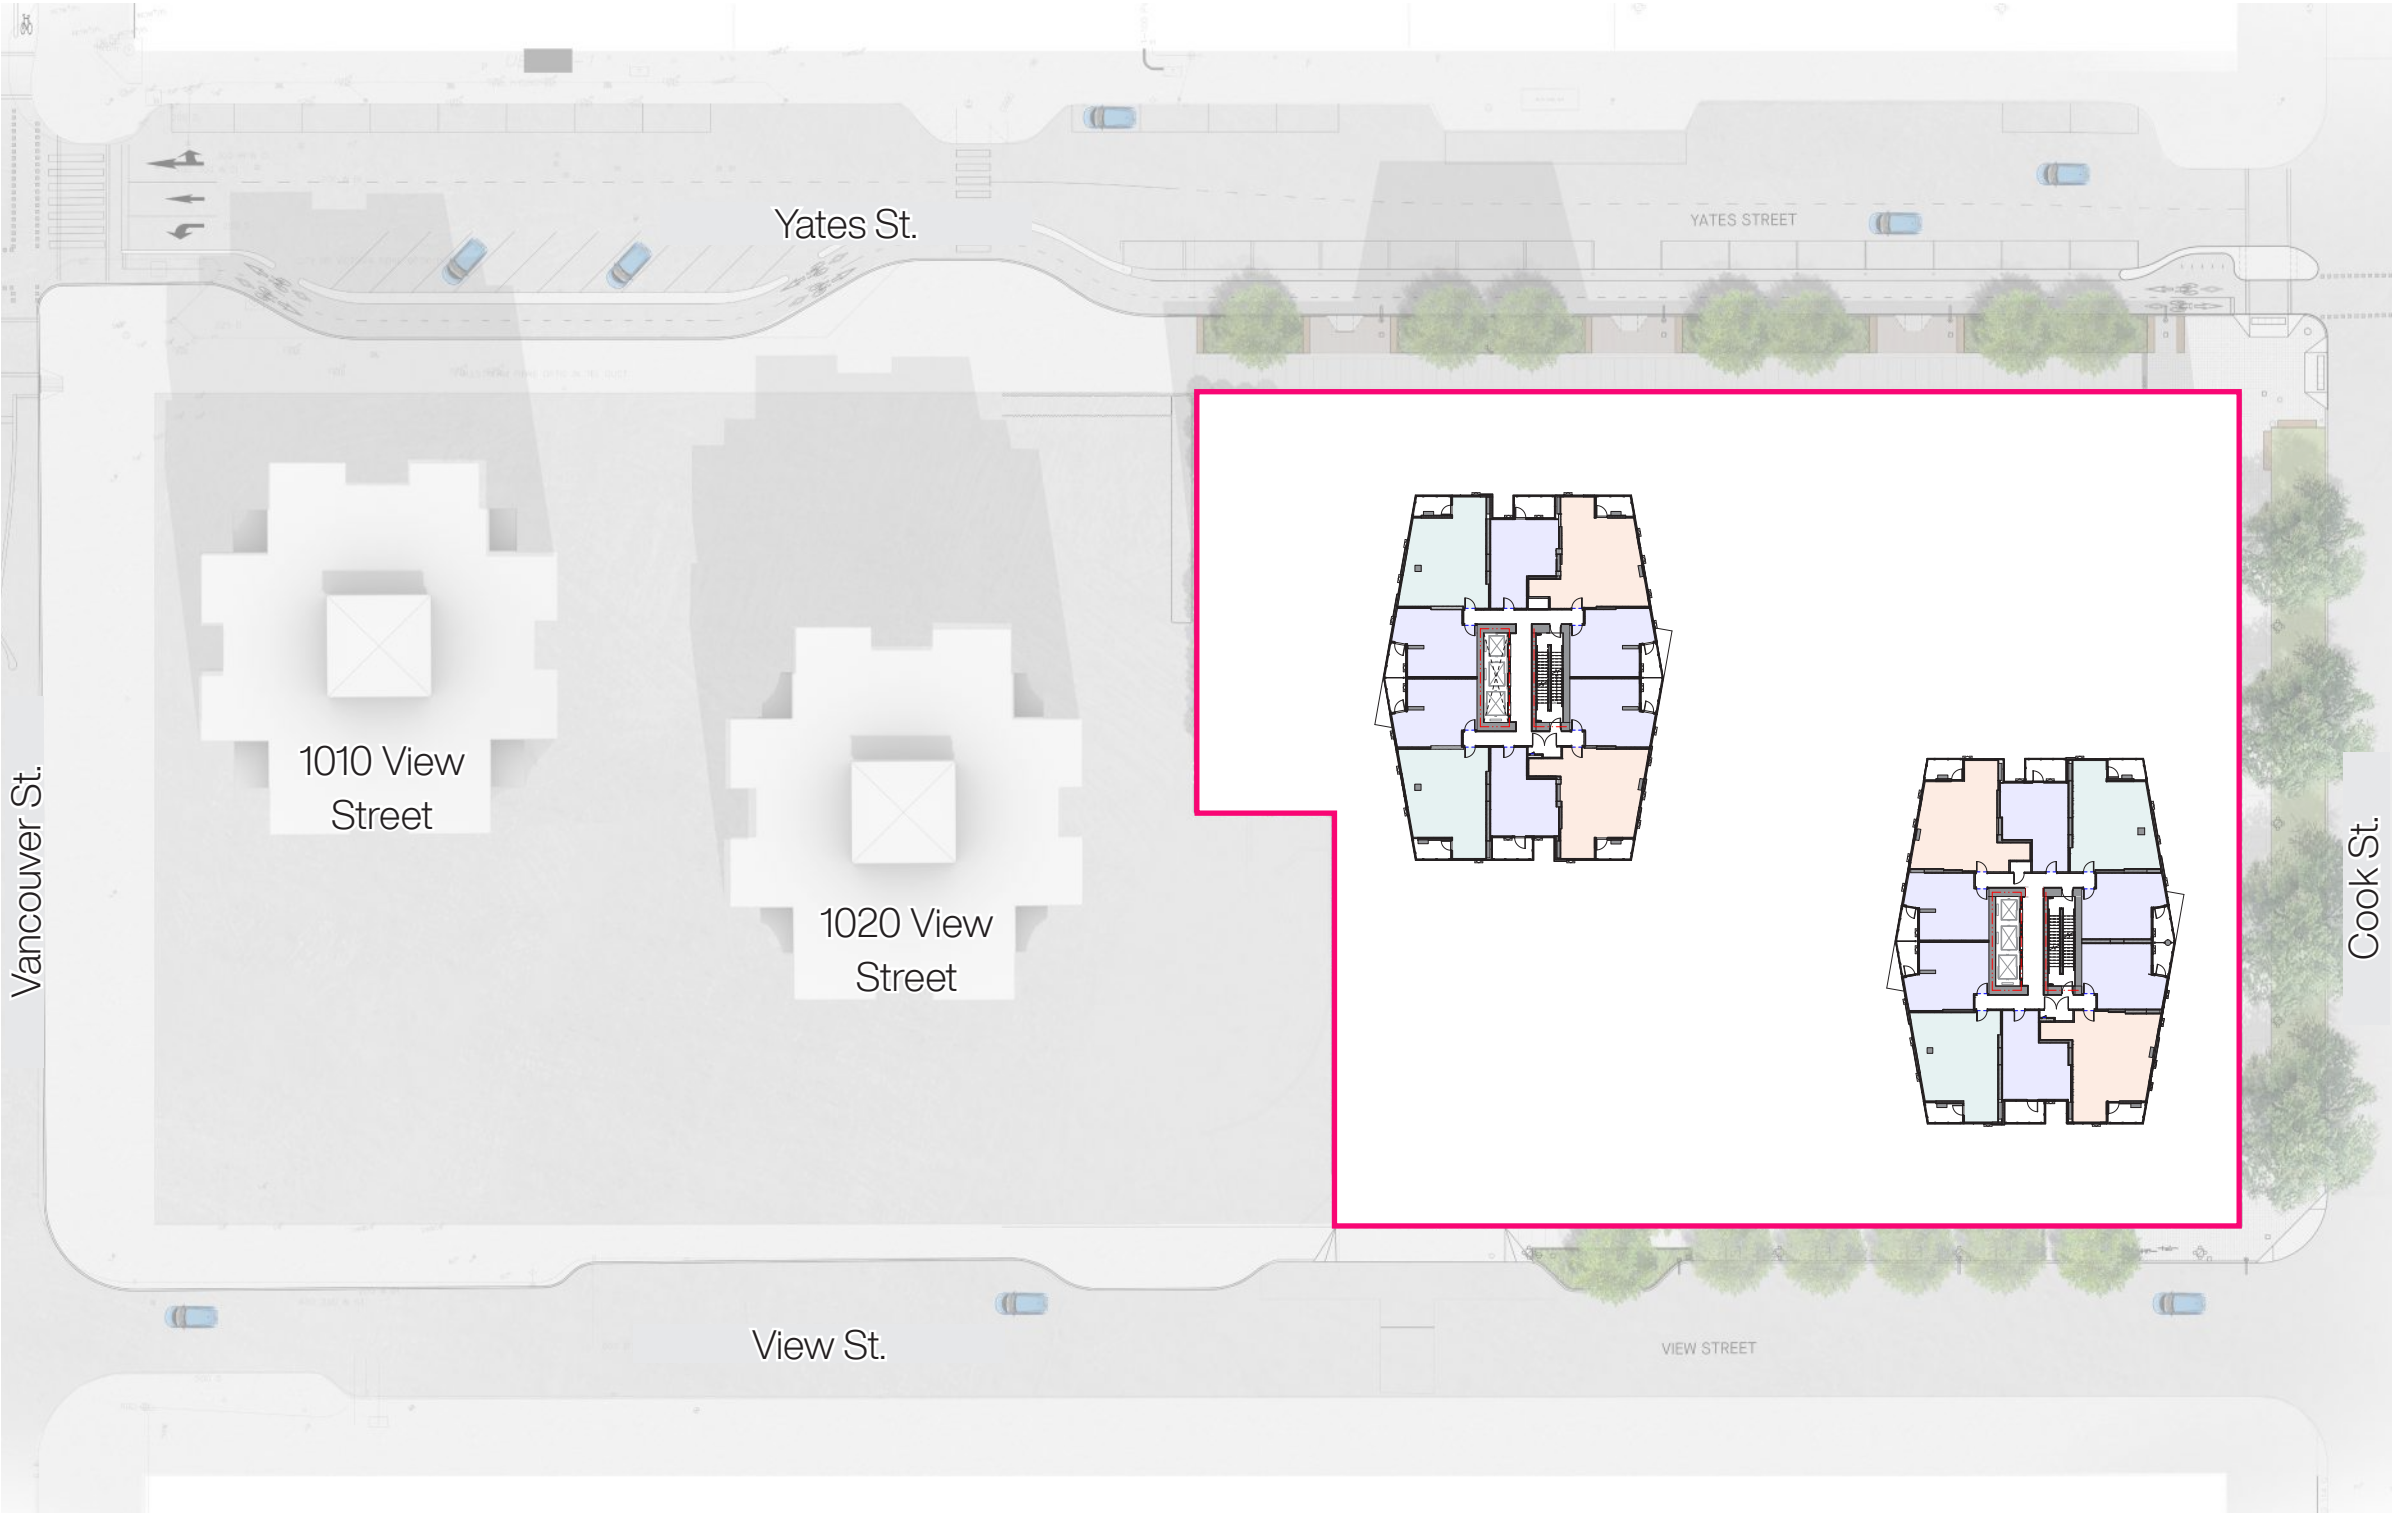 Yates St.
YATES STREET
1010 View
Street
1020 View
Street
Vancouver St.
Cook St.
View St.
VIEW STREET